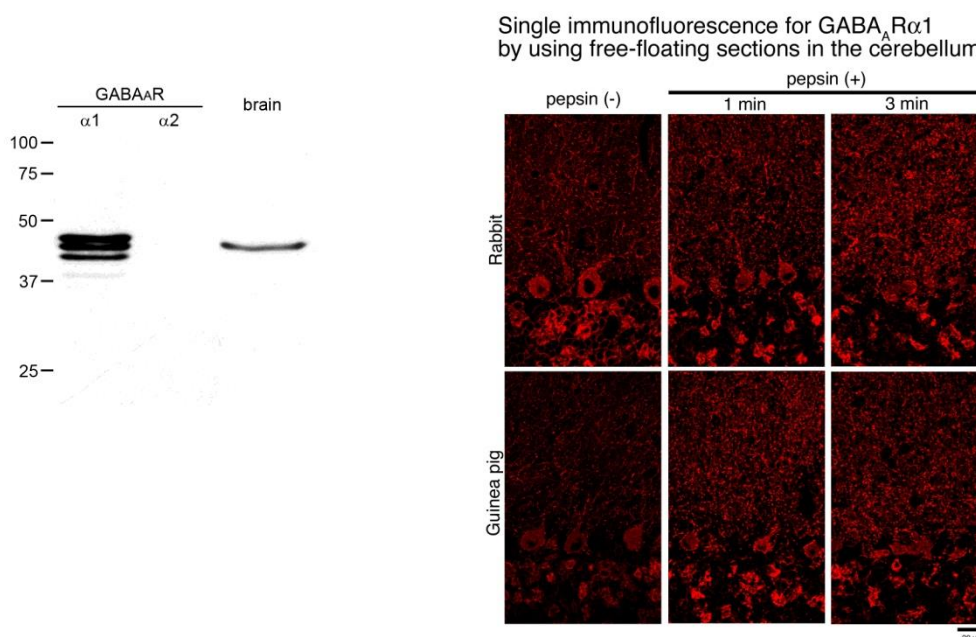 GABAAR
α1 α2 brain
100
75
50
37
25
Single immunofluorescence for GABAARα1
by using free-floating sections in the cerebellum
pepsin (-) pepsin (+)
1 min 3 min
Rabbit
Guinea pig